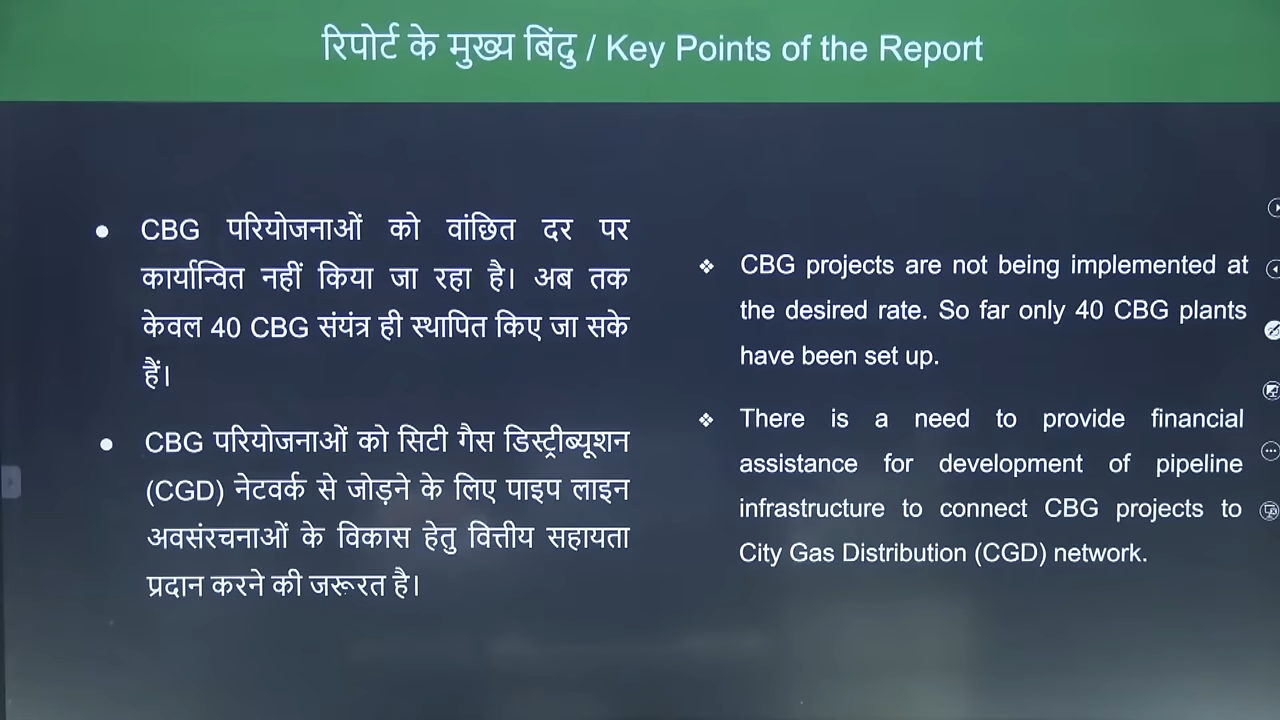 रिपोर्ट के मुख्य बिंदु / Key Points of the Report
● CBG परियोजनाओं को वांछित दर पर
कार्यान्वित नहीं किया जा रहा है। अब तक
केवल 40 CBG संयंत्र ही स्थापित किए जा सके
हैं।
● CBG परियोजनाओं को सिटी गैस डिस्ट्रीब्यूशन
(CGD) नेटवर्क से जोड़ने के लिए पाइप लाइन
अवसंरचनाओं के विकास हेतु वित्तीय सहायता
प्रदान करने की जरूरत है।
❖ CBG projects are not being implemented at
the desired rate. So far only 40 CBG plants
have been set up.
❖ There is a need to provide financial
assistance for development of pipeline
infrastructure to connect CBG projects to
City Gas Distribution (CGD) network.